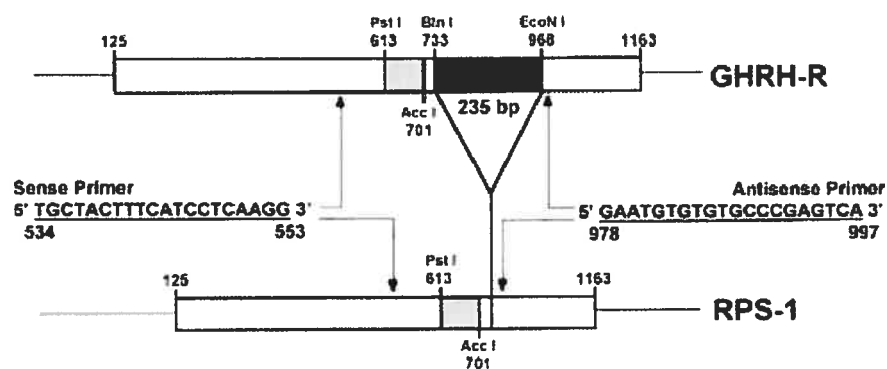 Pst I Bln I EcoN I
125 613 733 968 1163
GHRH-R
Acc I 235 bp
701
Sense Primer Antisense Primer
5' TGCTACTTTCATCCTCAAGG 3' 5' GAATGTGTGTGCCCGAGTCA 3'
534 553 978 997
Pst I
125 613 1163
RPS-1
Acc I
701